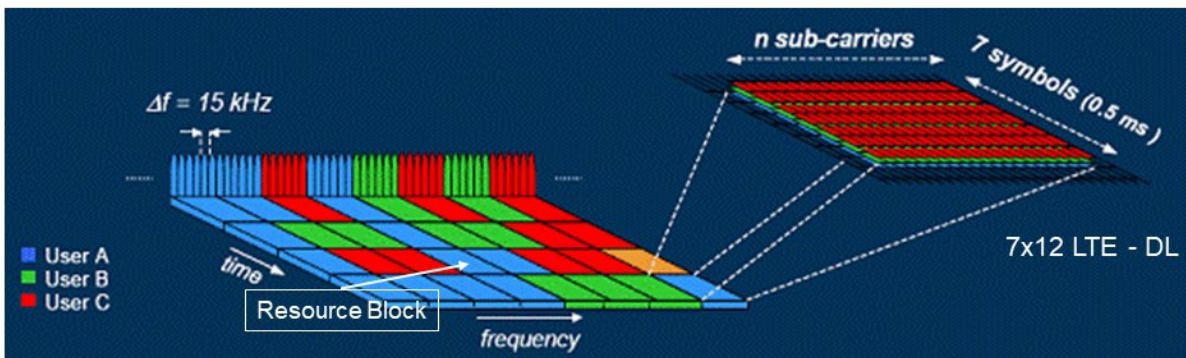 n sub-carriers
7 symbols (0.5 ms )
Δf = 15 kHz
User A
User B
User C
time
Resource Block
frequency
7x12 LTE - DL